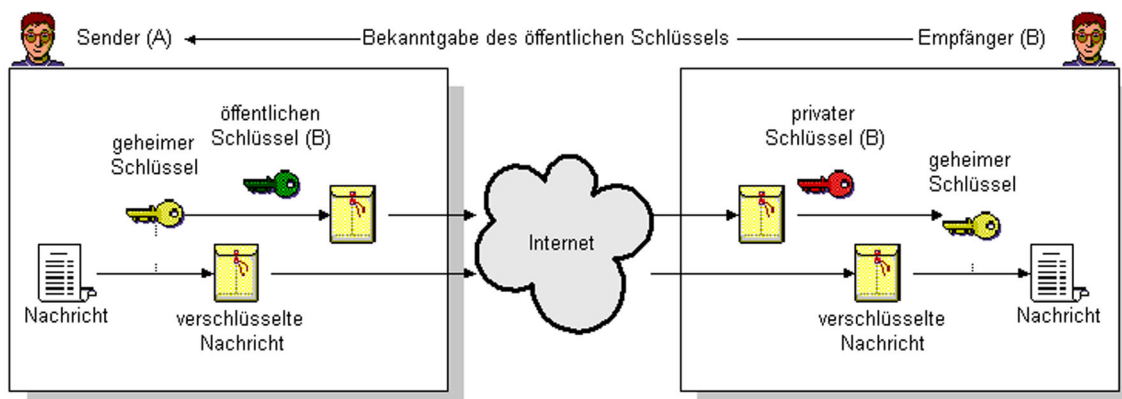 Sender (A)
Bekanntgabe des öffentlichen Schlüssels
Empfänger (B)
öffentlichen
Schlüssel (B)
geheimer
Schlüssel
Nachricht
verschlüsselte
Nachricht
Internet
privater
Schlüssel (B)
geheimer
Schlüssel
verschlüsselte
Nachricht
Nachricht